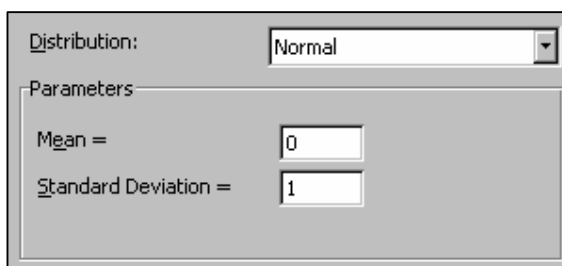 Distribution: Normal
Parameters
Mean = 0
Standard Deviation = 1